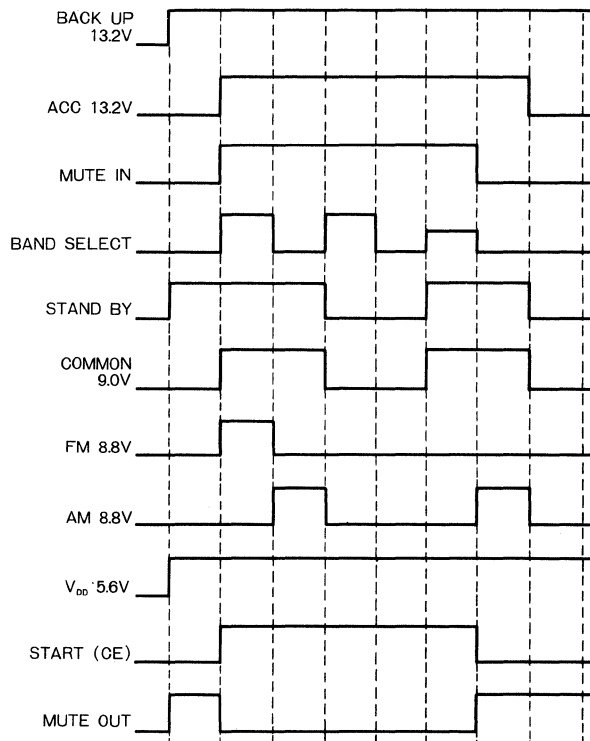 BACK UP
13.2V
ACC 13.2V
MUTE IN
BAND SELECT
STAND BY
COMMON
9.0V
FM 8.8V
AM 8.8V
VDD 5.6V
START (CE)
MUTE OUT